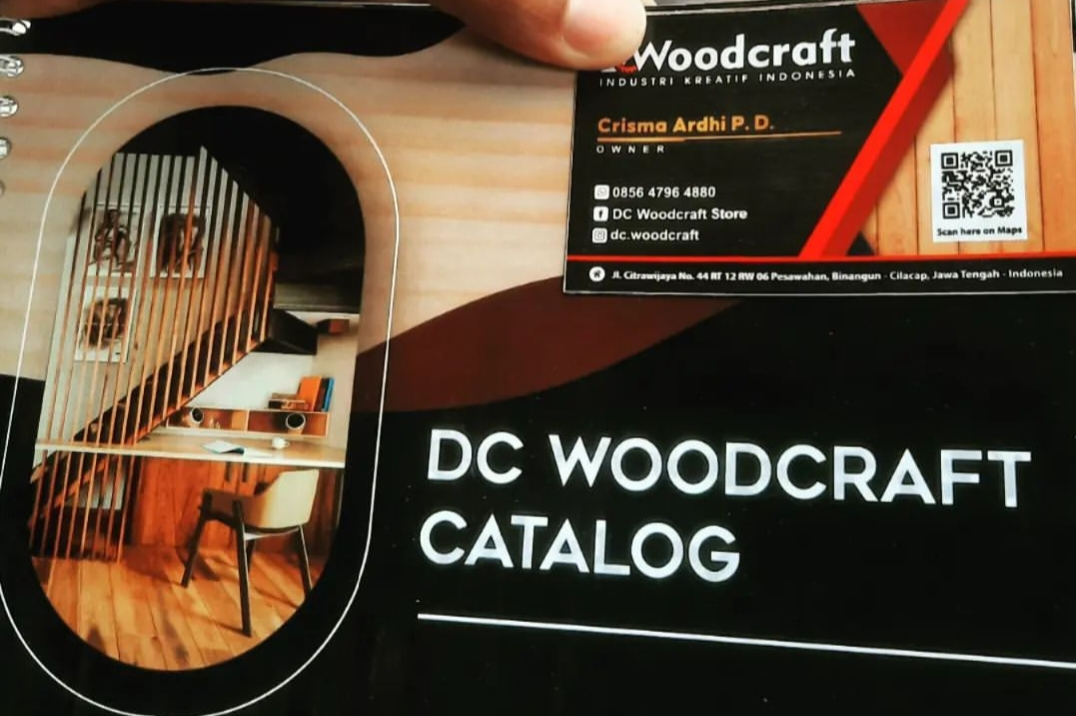 Woodcraft
INDUSTRI KREATIF INDONESIA
Crisma Ardhi P. D.
OWNER
0856 4796 4880
DC Woodcraft Store
dc.woodcraft
Scan here on Maps
Jl. Citrawijaya No. 44 RT 12 RW 06 Pesawahan, Binangun - Cilacap, Jawa Tengah - Indonesia
DC WOODCRAFT
CATALOG